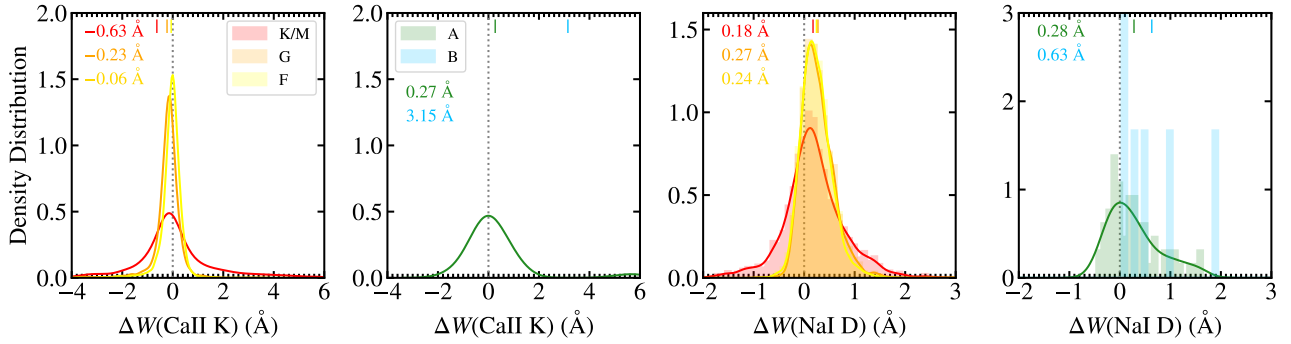 Density Distribution
2.0
1.5
1.0
0.5
0.0
−0.63 Å
−0.23 Å
−0.06 Å
K/M
G
F
−4 −2 0 2 4 6
ΔW(CaII K) (Å)
2.0
1.5
1.0
0.5
0.0
A
B
0.27 Å
3.15 Å
−4 −2 0 2 4 6
ΔW(CaII K) (Å)
1.5
1.0
0.5
0.0
0.18 Å
0.27 Å
0.24 Å
−2 −1 0 1 2 3
ΔW(NaI D) (Å)
3
2
1
0
0.28 Å
0.63 Å
−2 −1 0 1 2 3
ΔW(NaI D) (Å)